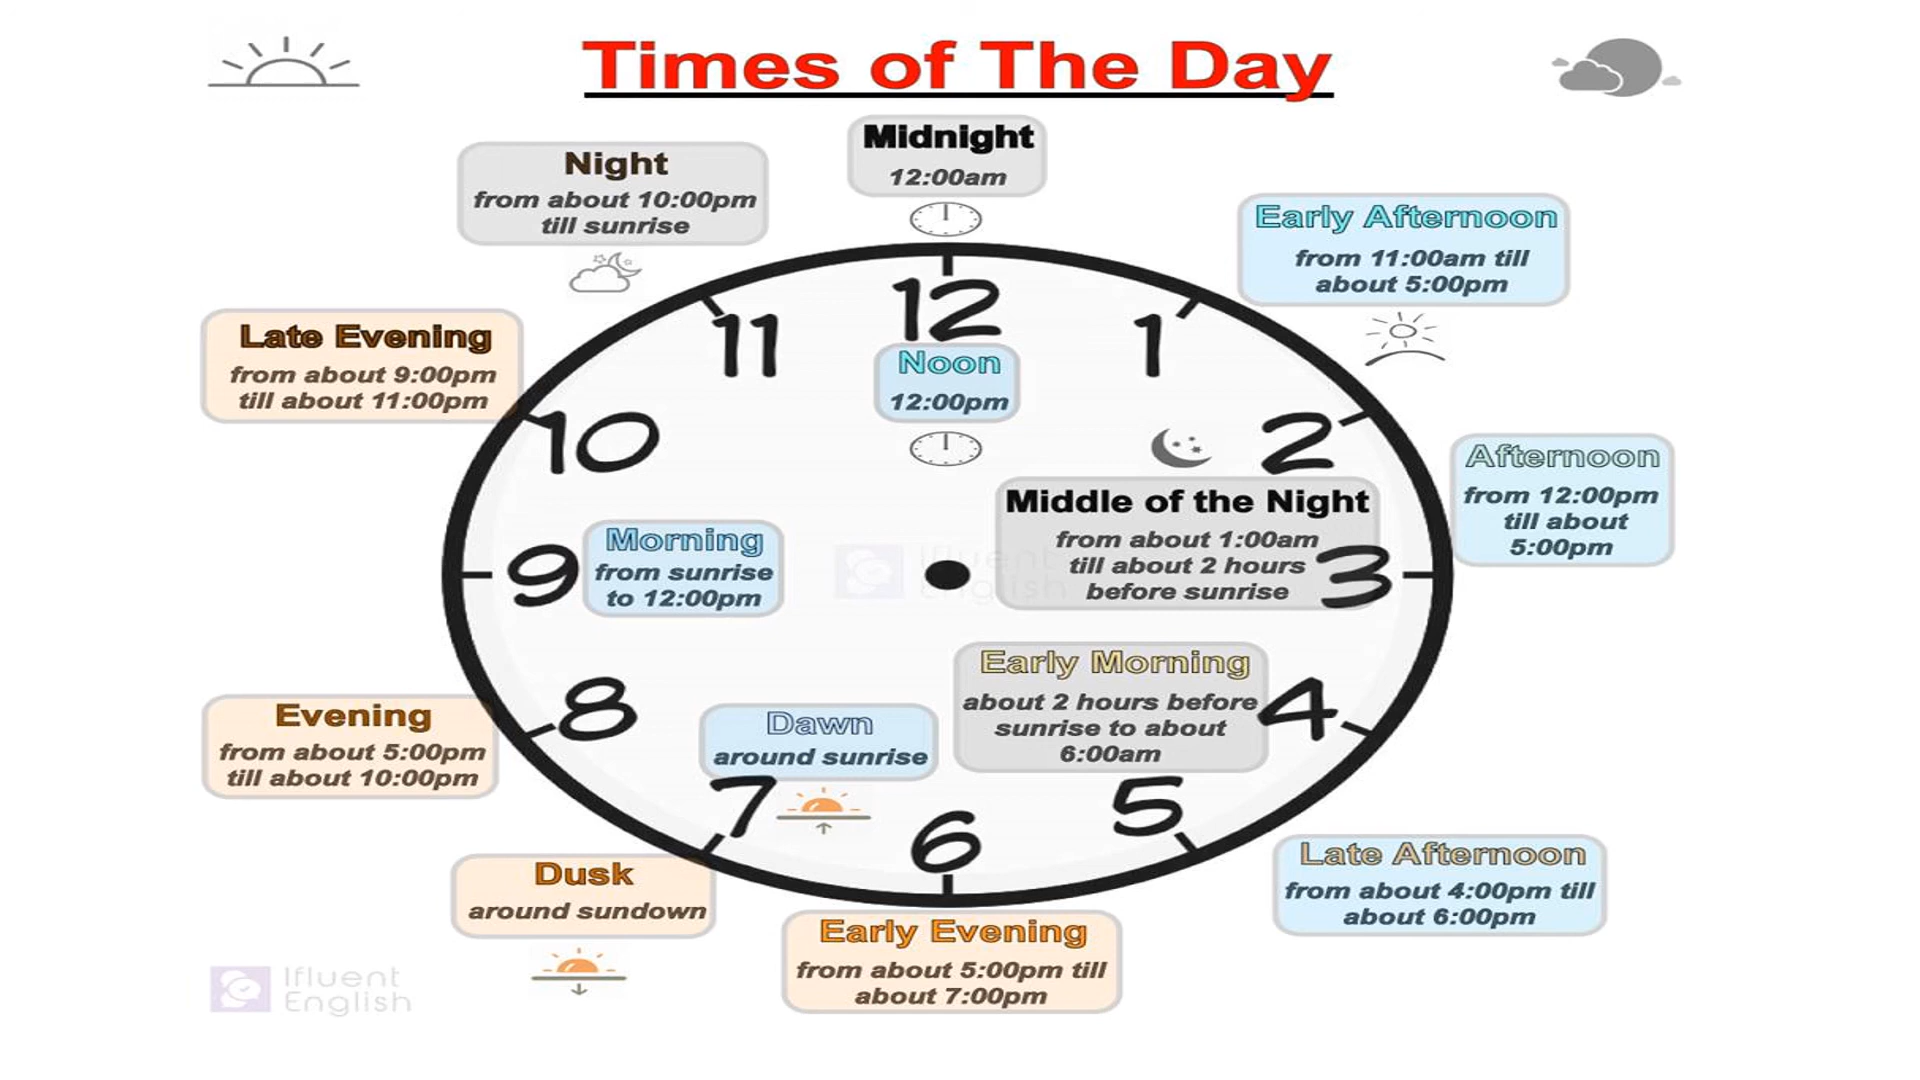 Times of The Day
Midnight
12:00am
Night
from about 10:00pm
till sunrise
Early Afternoon
from 11:00am till
about 5:00pm
Late Evening
from about 9:00pm
till about 11:00pm
12
11
1
Noon
12:00pm
10
2
Afternoon
from 12:00pm
till about
5:00pm
Middle of the Night
from about 1:00am
till about 2 hours
before sunrise
Morning
from sunrise
to 12:00pm
9
3
Ifluent
English
Early Morning
about 2 hours before
sunrise to about
6:00am
Evening
from about 5:00pm
till about 10:00pm
8
4
Dawn
around sunrise
7
5
6
Dusk
around sundown
Late Afternoon
from about 4:00pm till
about 6:00pm
Early Evening
from about 5:00pm till
about 7:00pm
Ifluent
English